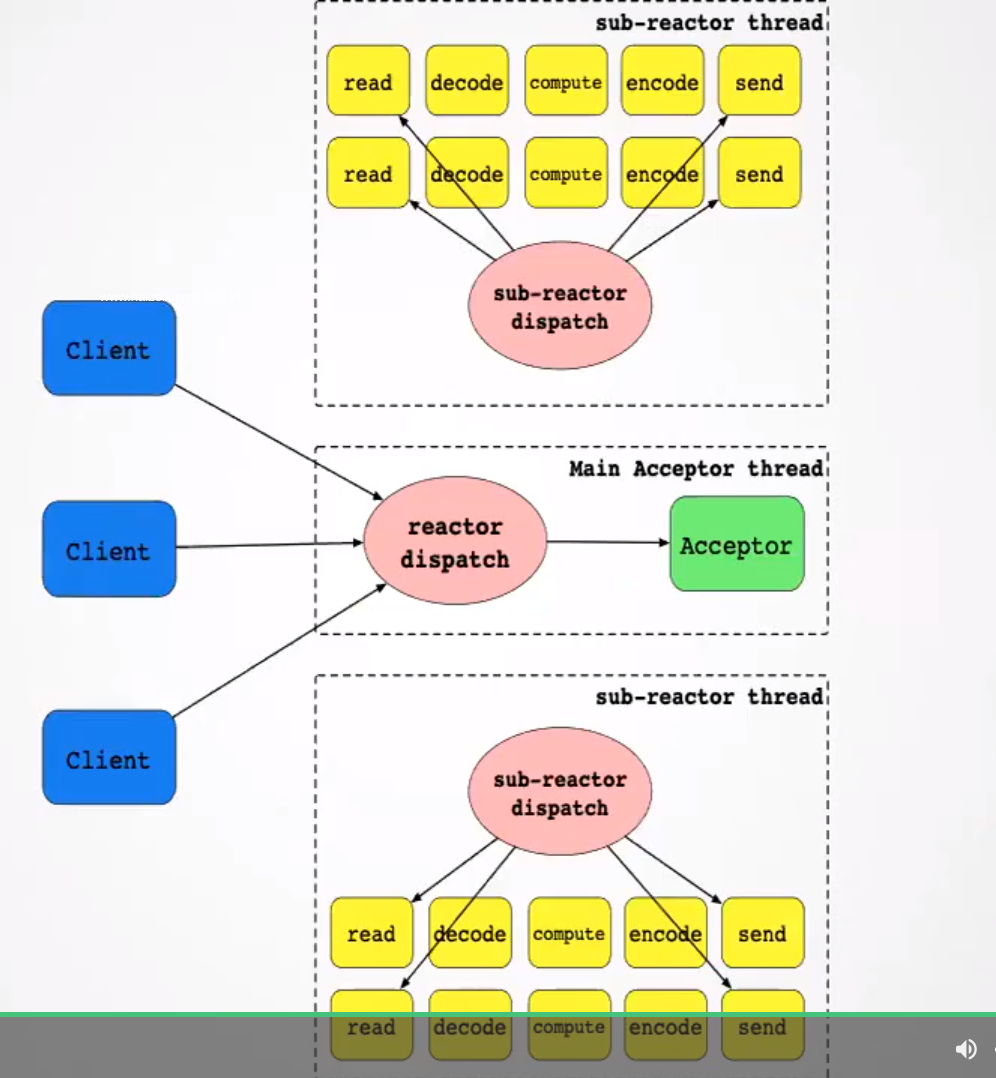 sub-reactor thread
read decode compute encode send
read decode compute encode send
sub-reactor
dispatch
Client
Main Acceptor thread
reactor
dispatch
Acceptor
Client
sub-reactor thread
sub-reactor
dispatch
Client
read decode compute encode send
read decode compute encode send